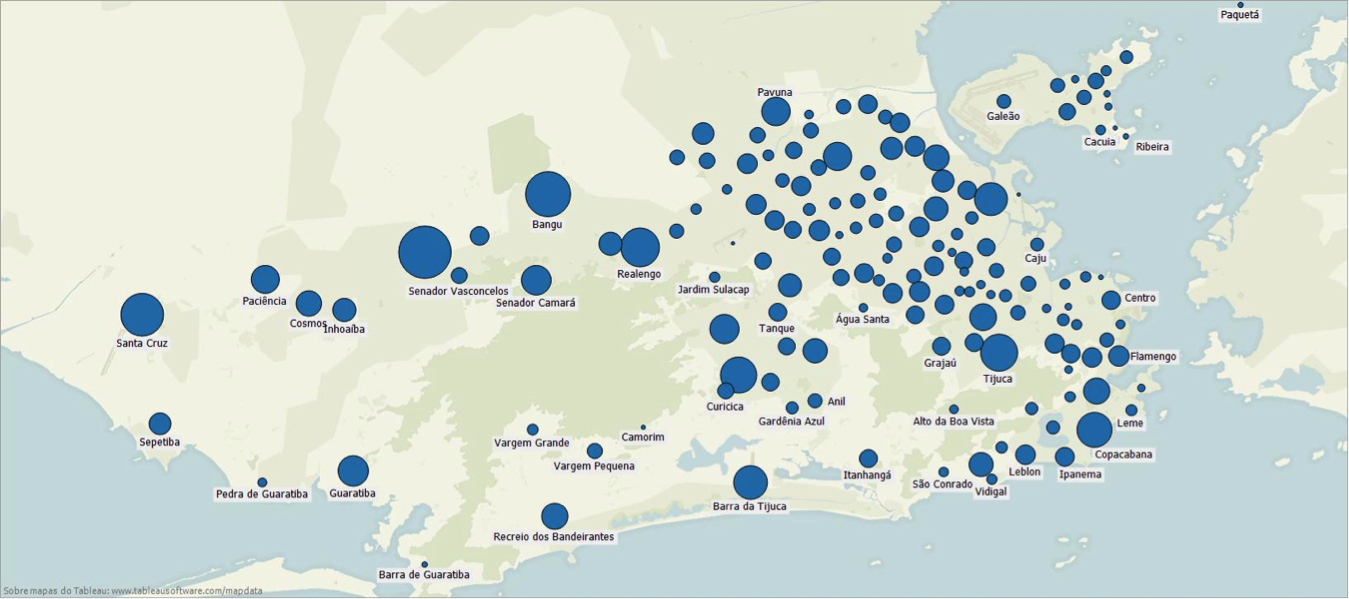 Paquetá
Pavuna
Galeão
Cacuia
Ribeira
Bangu
Caju
Realengo
Jardim Sulacap
Senador Vasconcelos
Senador Camará
Paciência
Cosmos
Inhoaíba
Centro
Santa Cruz
Água Santa
Tanque
Flamengo
Grajaú
Tijuca
Curicica
Anil
Gardênia Azul
Alto da Boa Vista
Leme
Sepetiba
Camorim
Vargem Grande
Copacabana
Vargem Pequena
Itanhangá
Leblon
Ipanema
São Conrado
Vidigal
Pedra de Guaratiba
Guaratiba
Barra da Tijuca
Recreio dos Bandeirantes
Barra de Guaratiba
Sobre mapas do Tableau: www.tableausoftware.com/mapdata